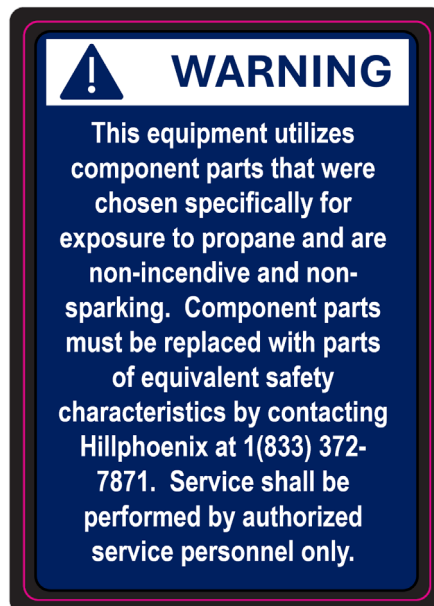 WARNING
This equipment utilizes
component parts that were
chosen specifically for
exposure to propane and are
non-incendive and non-
sparking.  Component parts
must be replaced with parts
of equivalent safety
characteristics by contacting
Hillphoenix at 1(833) 372-
7871.  Service shall be
performed by authorized
service personnel only.